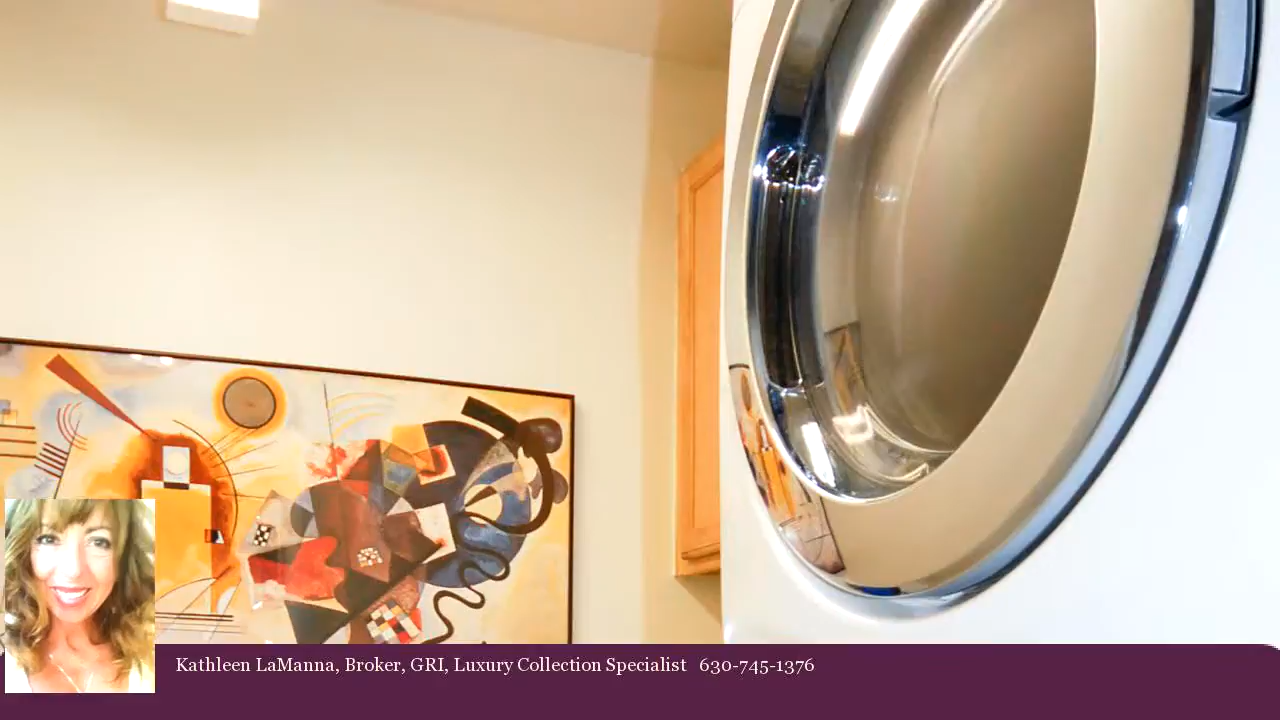 Kathleen LaManna, Broker, GRI, Luxury Collection Specialist 630-745-1376